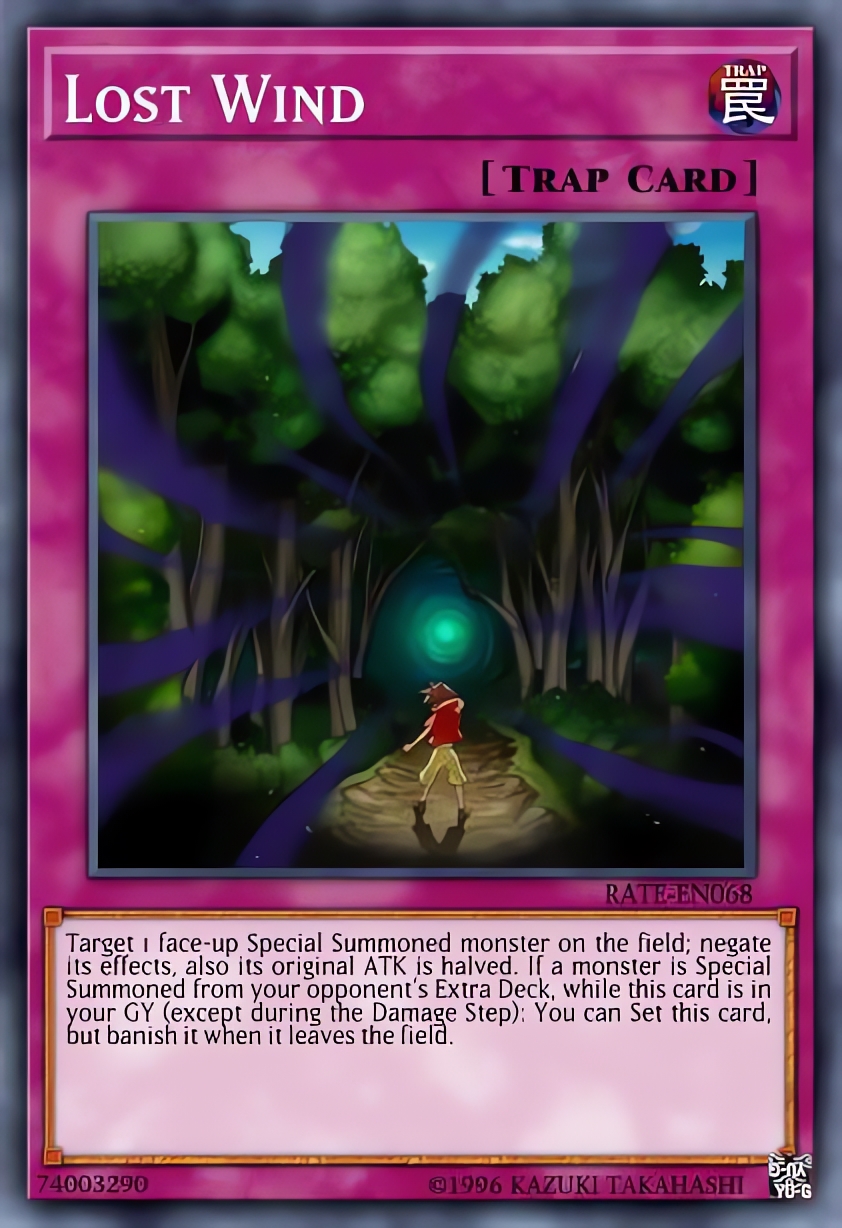 Lost Wind
TRAP
罠
[Trap Card]
RATE-EN068
Target 1 face-up Special Summoned monster on the field; negate
its effects, also its original ATK is halved. If a monster is Special
Summoned from your opponent's Extra Deck, while this card is in
your GY (except during the Damage Step): You can Set this card,
but banish it when it leaves the field.
74003290
©1996 KAZUKI TAKAHASHI